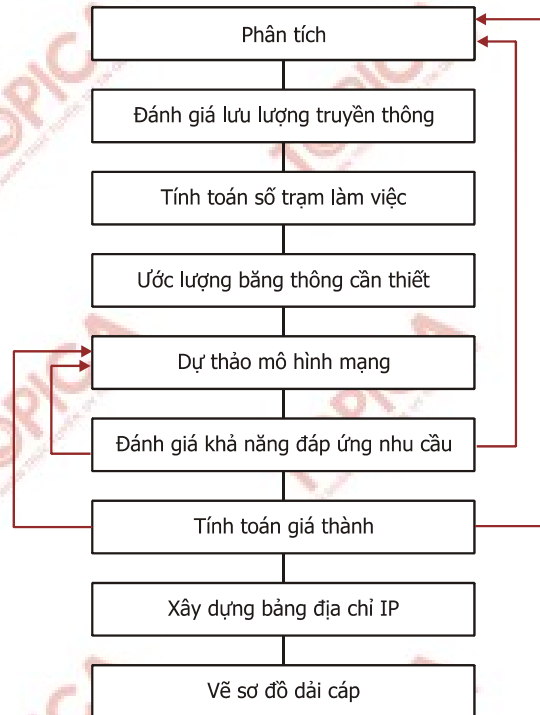 Phân tích
Đánh giá lưu lượng truyền thông
Tính toán số trạm làm việc
Ước lượng băng thông cần thiết
Dự thảo mô hình mạng
Đánh giá khả năng đáp ứng nhu cầu
Tính toán giá thành
Xây dựng bảng địa chỉ IP
Vẽ sơ đồ dải cáp